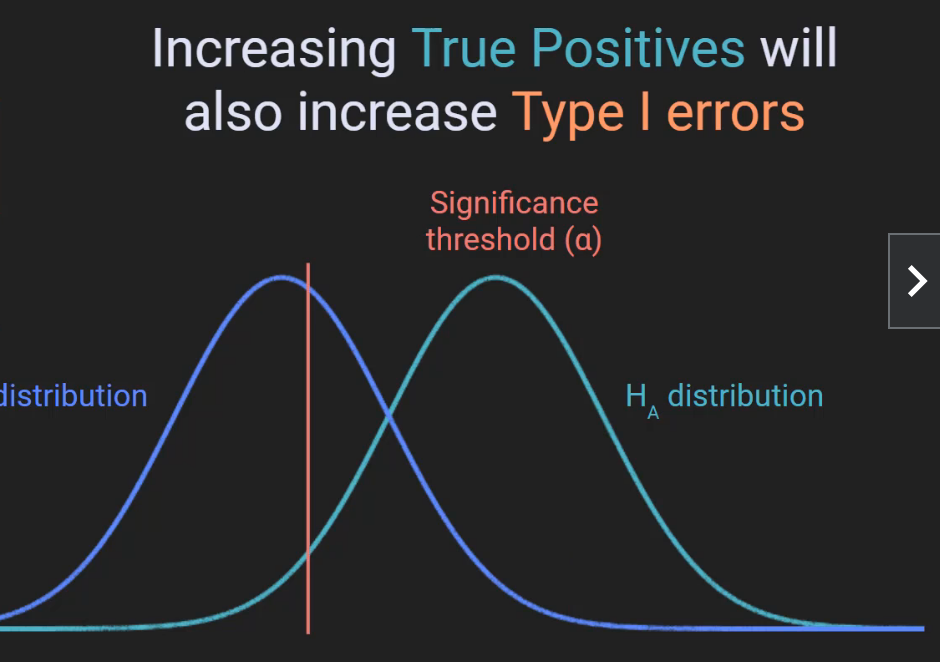 Increasing True Positives will
also increase Type I errors
Significance
threshold (α)
distribution
H_A distribution